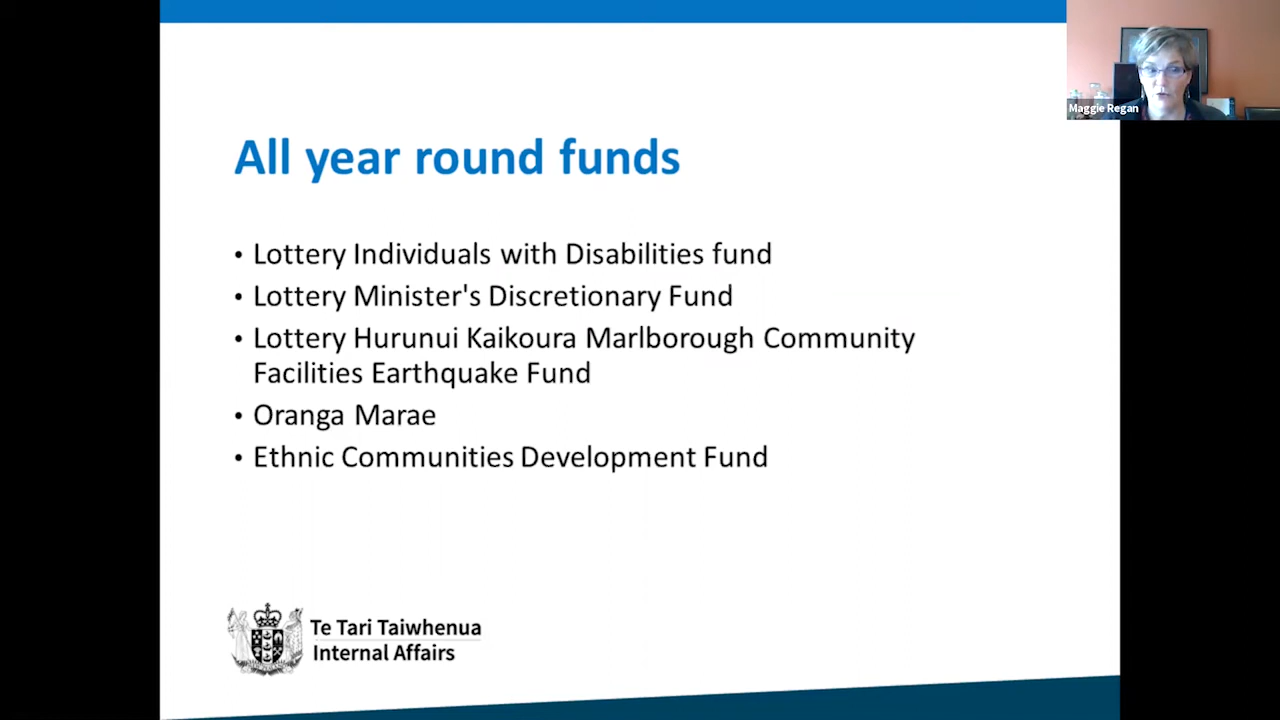 Maggie Regan
All year round funds
• Lottery Individuals with Disabilities fund
• Lottery Minister's Discretionary Fund
• Lottery Hurunui Kaikoura Marlborough Community
Facilities Earthquake Fund
• Oranga Marae
• Ethnic Communities Development Fund
Te Tari Taiwhenua
Internal Affairs